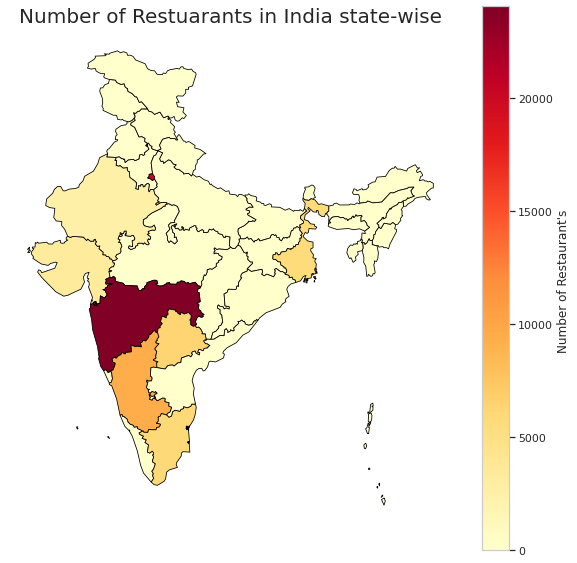 Number of Restuarants in India state-wise
20000
15000
10000
5000
0
Number of Restaurant's